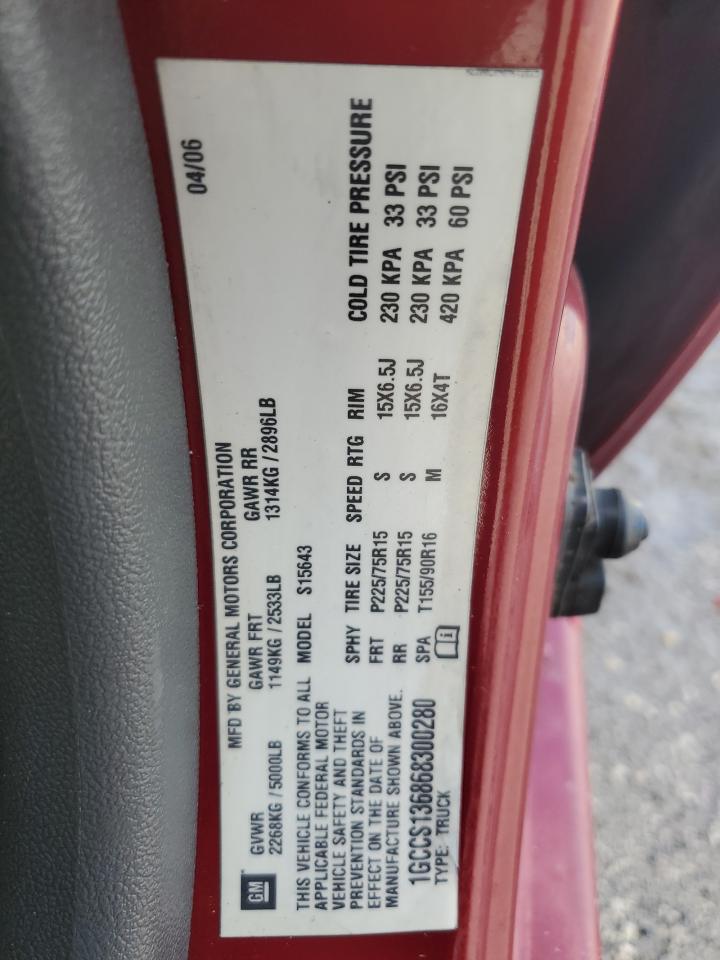 MFD BY GENERAL MOTORS CORPORATION 04/06
GM
GVWR GAWR FRT GAWR RR
2268KG / 5000LB 1149KG / 2533LB 1314KG / 2896LB
THIS VEHICLE CONFORMS TO ALL
APPLICABLE FEDERAL MOTOR
VEHICLE SAFETY AND THEFT
PREVENTION STANDARDS IN
EFFECT ON THE DATE OF
MANUFACTURE SHOWN ABOVE.
1GCCS136868300280
TYPE: TRUCK
MODEL S15643
SPHY TIRE SIZE SPEED RTG RIM COLD TIRE PRESSURE
FRT P225/75R15 S 15X6.5J 230 KPA 33 PSI
RR P225/75R15 S 15X6.5J 230 KPA 33 PSI
SPA T155/90R16 M 16X4T 420 KPA 60 PSI